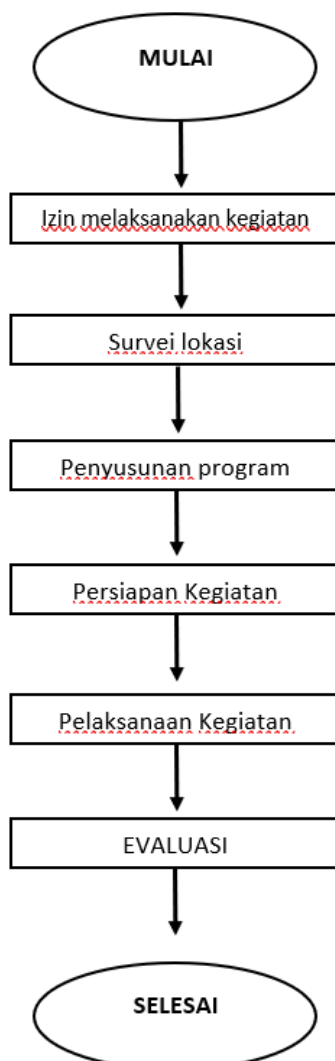 MULAI
Izin melaksanakan kegiatan
Survei lokasi
Penyusunan program
Persiapan Kegiatan
Pelaksanaan Kegiatan
EVALUASI
SELESAI